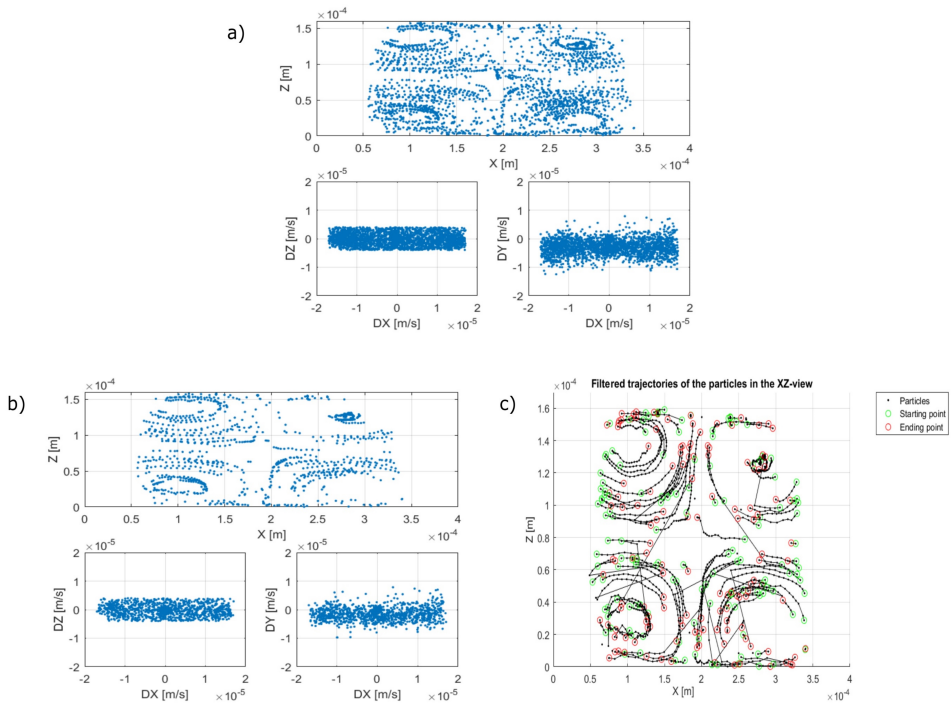 a)
×10⁻⁴
1.5
1
0.5
0
Z [m]
0 0.5 1 1.5 2 2.5 3 3.5 4
X [m]
×10⁻⁴
×10⁻⁵
2
1
0
-1
-2
DZ [m/s]
-2 -1 0 1 2
DX [m/s]
×10⁻⁵
×10⁻⁵
2
1
0
-1
-2
DY [m/s]
-2 -1 0 1 2
DX [m/s]
×10⁻⁵
b)
×10⁻⁴
1.5
1
0.5
0
Z [m]
0 0.5 1 1.5 2 2.5 3 3.5 4
X [m]
×10⁻⁴
×10⁻⁵
2
1
0
-1
-2
DZ [m/s]
-2 -1 0 1 2
DX [m/s]
×10⁻⁵
×10⁻⁵
2
1
0
-1
-2
DY [m/s]
-2 -1 0 1 2
DX [m/s]
×10⁻⁵
c)
Filtered trajectories of the particles in the XZ-view
×10⁻⁴
1.6
1.4
1.2
1
0.8
0.6
0.4
0.2
0
Z [m]
0 0.5 1 1.5 2 2.5 3 3.5 4
X [m]
×10⁻⁴
Particles
Starting point
Ending point